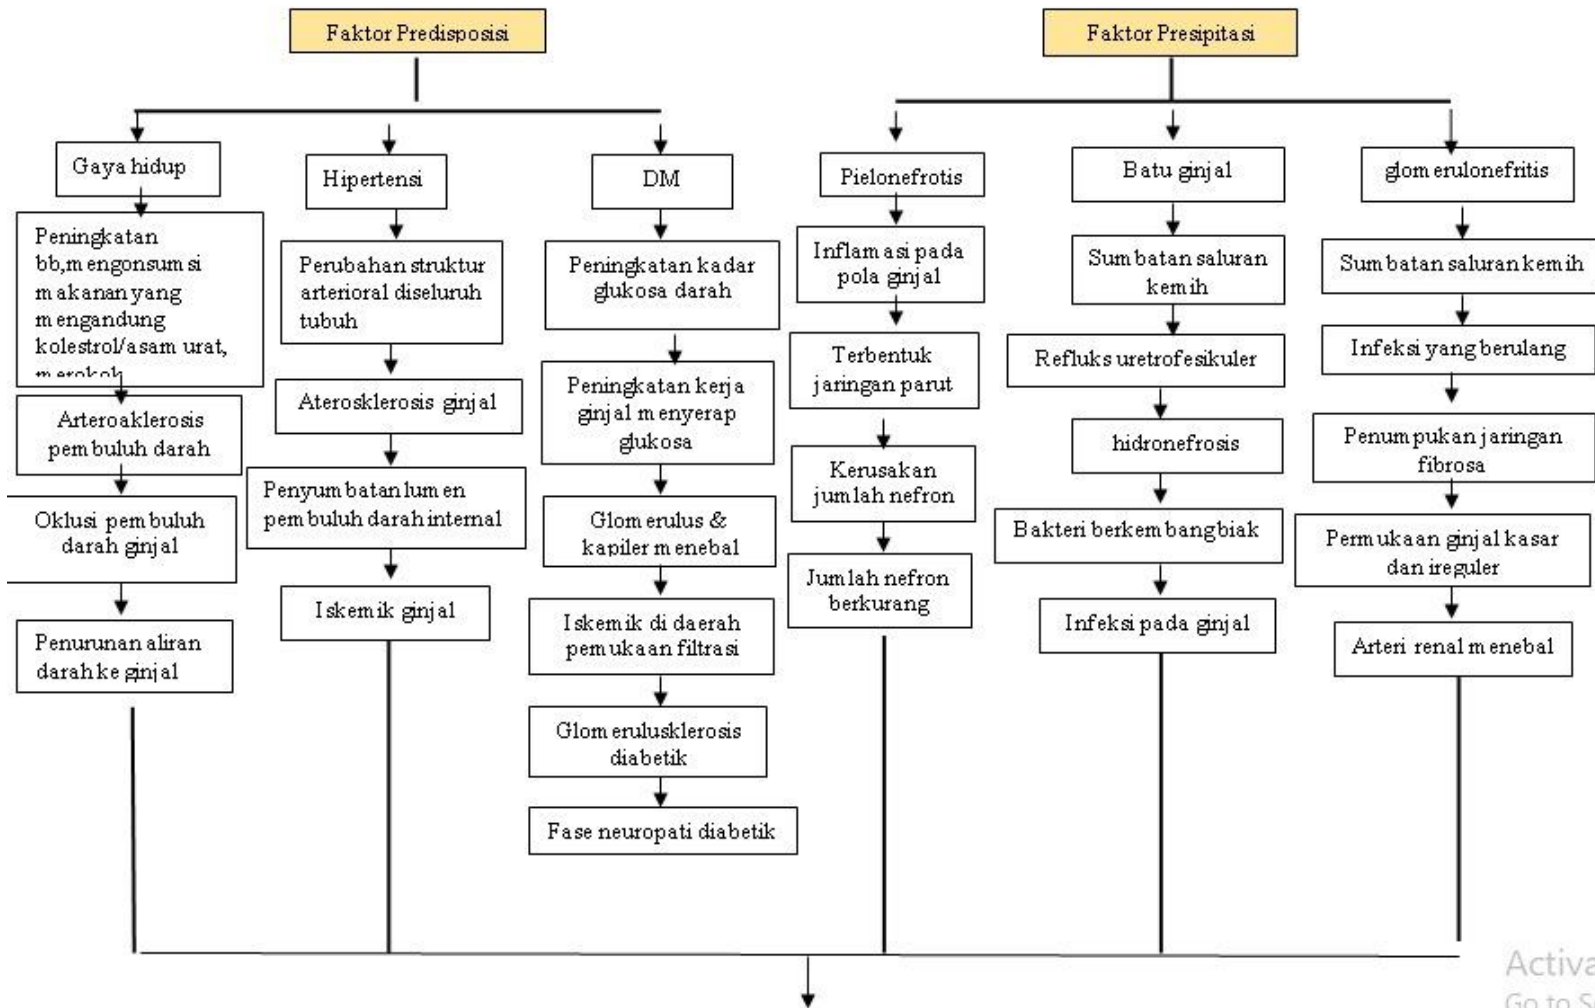 Faktor Predisposisi
Faktor Presipitasi
Gaya hidup
Peningkatan
bb,mengonsumsi
makanan yang
mengandung
kolestrol/asam urat,
merokok
Arteroaklerosis
pembuluh darah
Oklusi pembuluh
darah ginjal
Penurunan aliran
darah ke ginjal
Hipertensi
Perubahan struktur
arterioral diseluruh
tubuh
Aterosklerosis ginjal
Penyumbatan lumen
pembuluh darah internal
Iskemik ginjal
DM
Peningkatan kadar
glukosa darah
Peningkatan kerja
ginjal menyerap
glukosa
Glomerulus &
kapiler menebal
Iskemik di daerah
pemukaan filtrasi
Glomerulusklerosis
diabetik
Fase neuropati diabetik
Pielonefrotis
Inflamasi pada
pola ginjal
Terbentuk
jaringan parut
Kerusakan
jumlah nefron
Jumlah nefron
berkurang
Batu ginjal
Sumbatan saluran
kemih
Refluks uretrofesikuler
hidronefrosis
Bakteri berkembangbiak
Infeksi pada ginjal
glomerulonefritis
Sumbatan saluran kemih
Infeksi yang berulang
Penumpukan jaringan
fibrosa
Permukaan ginjal kasar
dan ireguler
Arteri renal menebal
Activa
Go to S